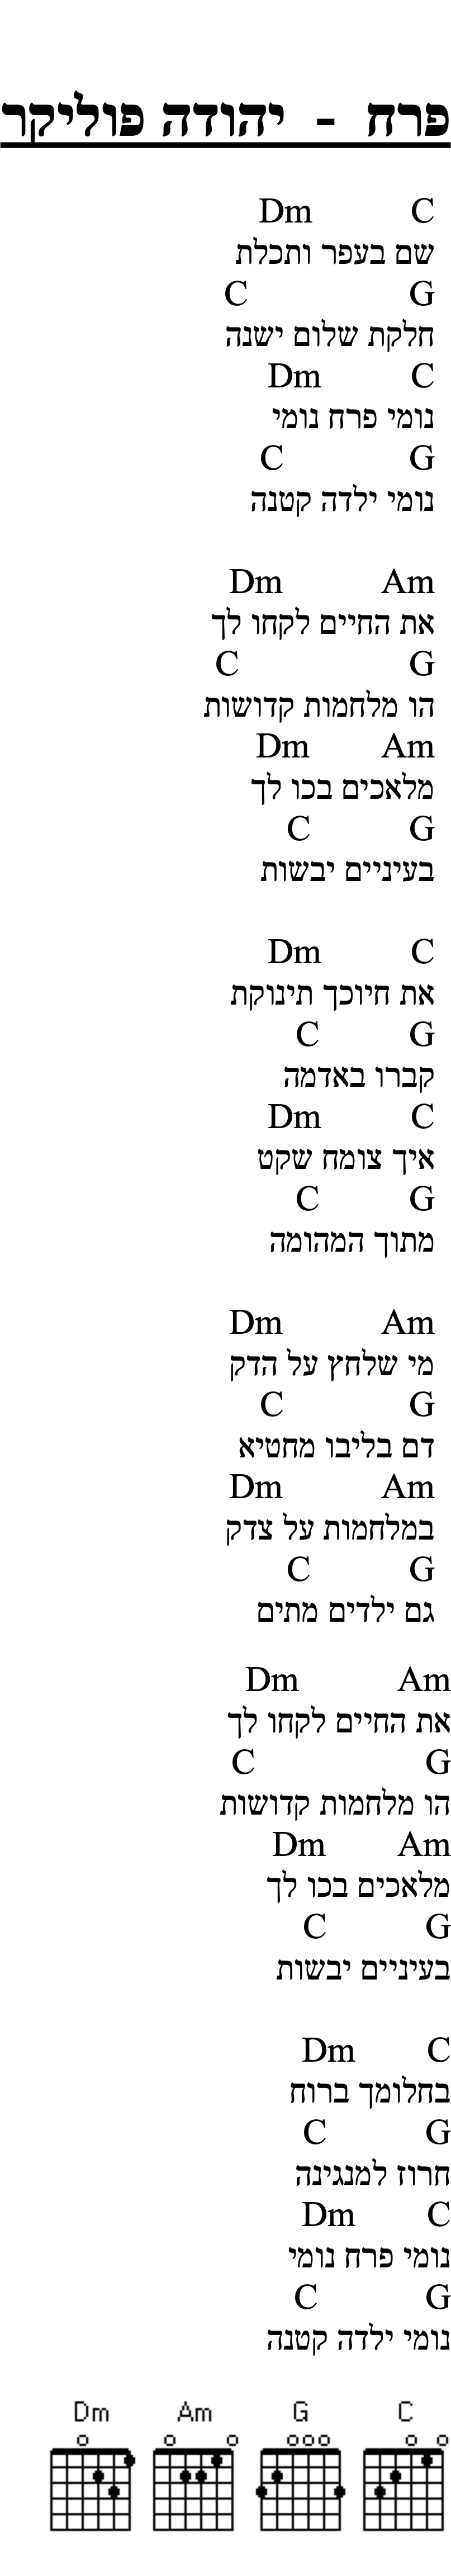 פרח - יהודה פוליקר
C Dm
שם בעפר ותכלת
G C
חלקת שלום ישנה
C Dm
נומי פרח נומי
G C
נומי ילדה קטנה
Am Dm
את החיים לקחו לך
G C
הו מלחמות קדושות
Am Dm
מלאכים בכו לך
G C
בעיניים יבשות
C Dm
את חיוכך תינוקת
G C
קברו באדמה
C Dm
איך צומח שקט
G C
מתוך המהומה
Am Dm
מי שלחץ על הדק
G C
דם בליבו מחטיא
Am Dm
במלחמות על צדק
G C
גם ילדים מתים
Am Dm
את החיים לקחו לך
G C
הו מלחמות קדושות
Am Dm
מלאכים בכו לך
G C
בעיניים יבשות
C Dm
בחלומך ברוח
G C
חרוז למנגינה
C Dm
נומי פרח נומי
G C
נומי ילדה קטנה
Dm Am G C